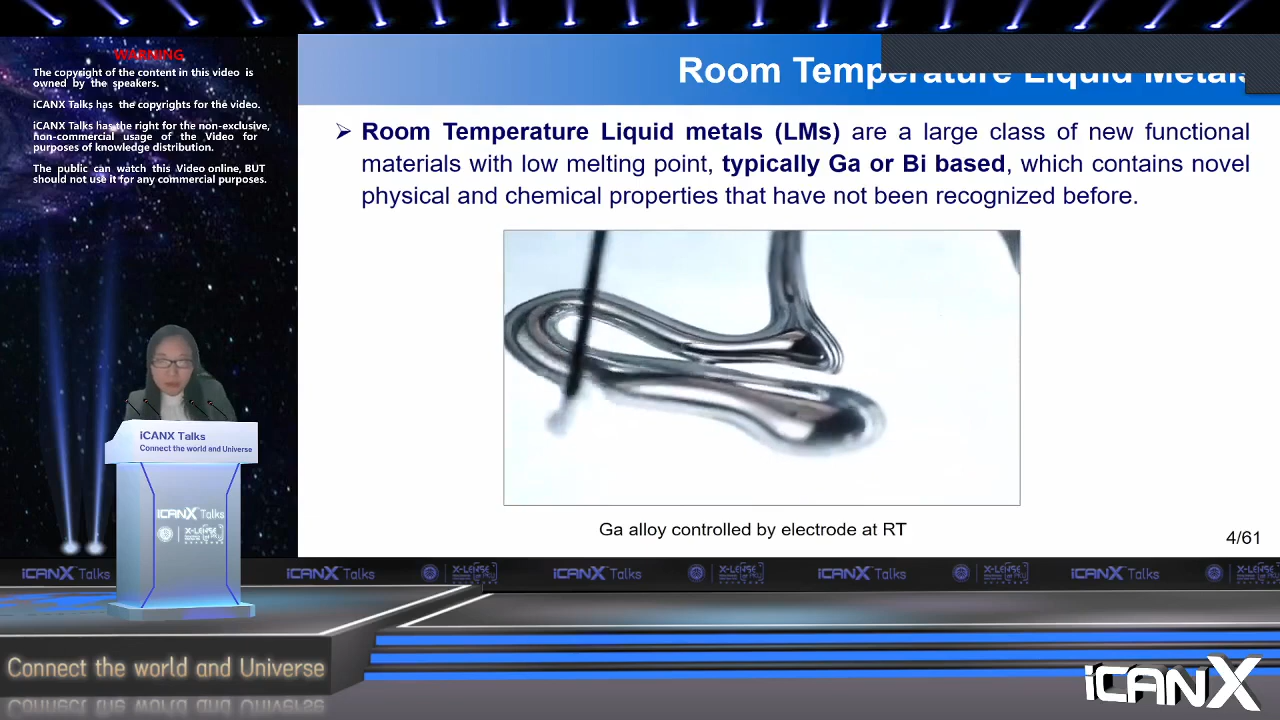 WARNING
The copyright of the content in this video is
owned by the speakers.
iCANX Talks has the copyrights for the video.
iCANX Talks has the right for the non-exclusive,
non-commercial usage of the Video for
purposes of knowledge distribution.
The public can watch this Video online, BUT
should not use it for any commercial purposes.
Room Temperature Liquid Metals
➢ Room Temperature Liquid metals (LMs) are a large class of new functional
materials with low melting point, typically Ga or Bi based, which contains novel
physical and chemical properties that have not been recognized before.
Ga alloy controlled by electrode at RT
4/61
iCANX Talks
Connect the world and Universe
iCANX Talks
X-LENSE
iCANX Talks
iCANX Talks
X-LENSE
iCANX Talks
X-LENSE
iCANX Talks
X-LENSE
iCANX Talks
X-LENSE
Connect the world and Universe
iCANX